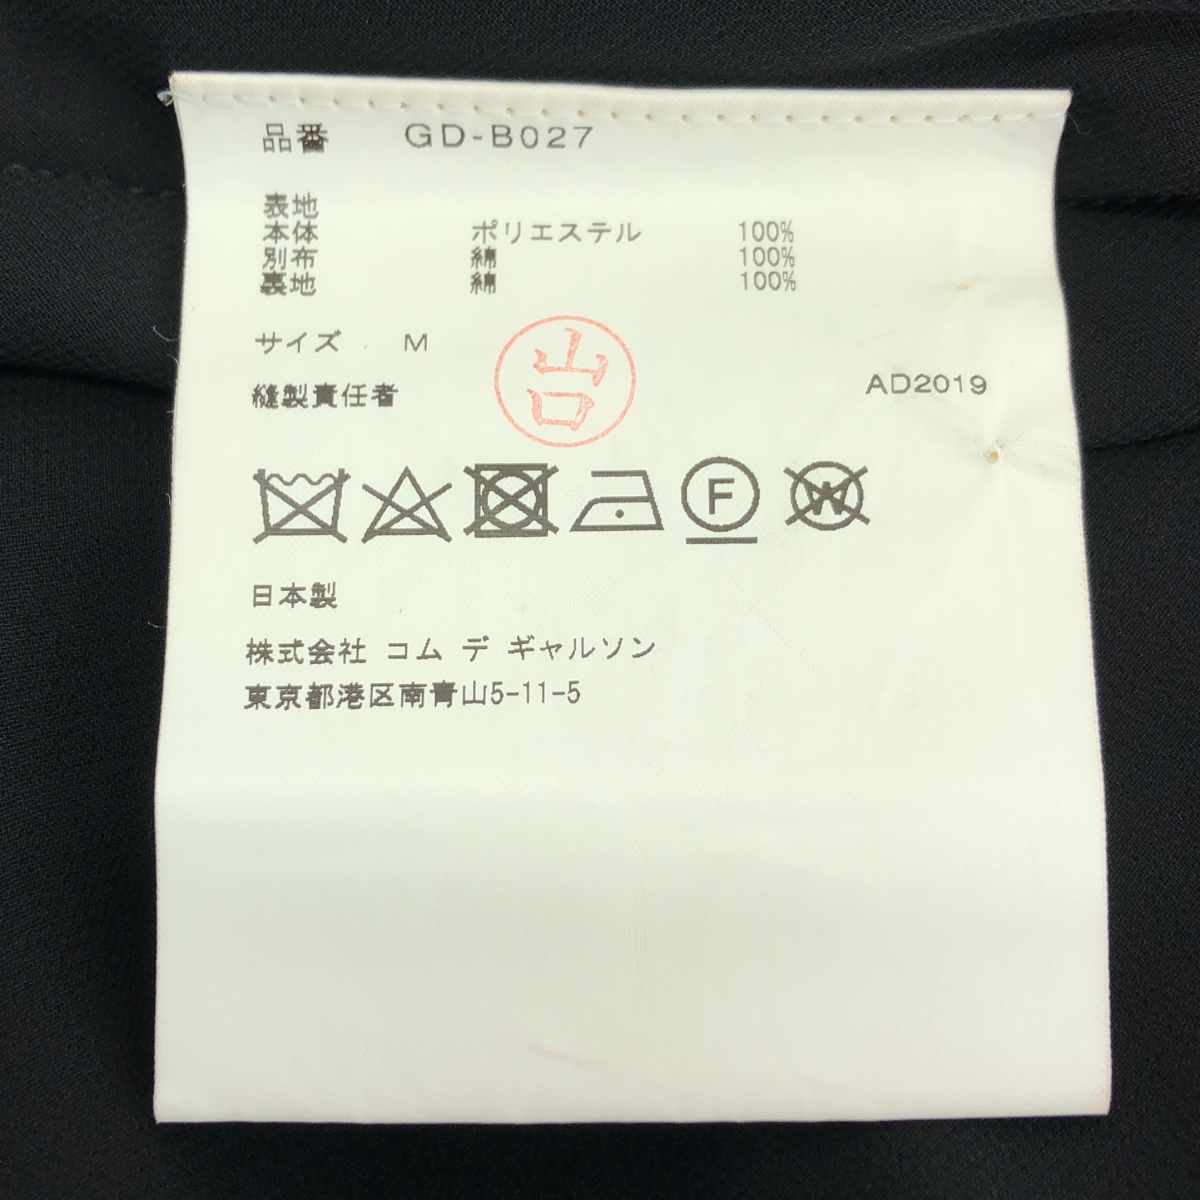 品番 GD-B027
表地
本体 ポリエステル 100%
別布 綿 100%
裏地 綿 100%
サイズ M
山口
縫製責任者 AD2019
F W
日本製
株式会社 コム デ ギャルソン
東京都港区南青山5-11-5